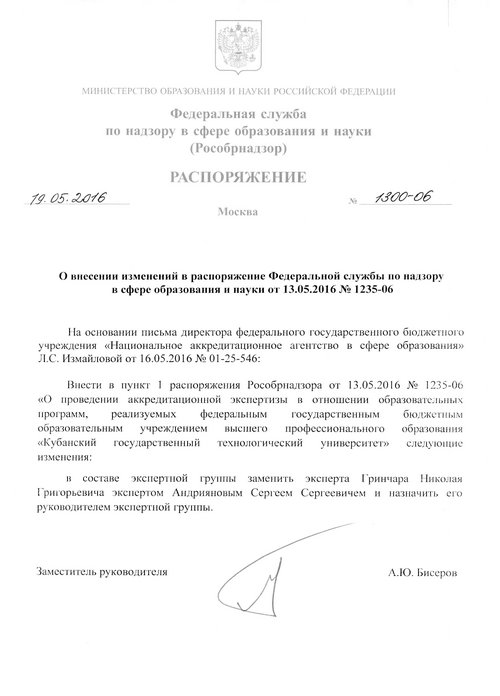 МИНИСТЕРСТВО ОБРАЗОВАНИЯ И НАУКИ РОССИЙСКОЙ ФЕДЕРАЦИИ
Федеральная служба
по надзору в сфере образования и науки
(Рособрнадзор)
РАСПОРЯЖЕНИЕ
19.05.2016 № 1300-06
Москва
О внесении изменений в распоряжение Федеральной службы по надзору
в сфере образования и науки от 13.05.2016 № 1235-06
На основании письма директора федерального государственного бюджетного
учреждения «Национальное аккредитационное агентство в сфере образования»
Л.С. Измайловой от 16.05.2016 № 01-25-546:
Внести в пункт 1 распоряжения Рособрнадзора от 13.05.2016 № 1235-06
«О проведении аккредитационной экспертизы в отношении образовательных
программ, реализуемых федеральным государственным бюджетным
образовательным учреждением высшего профессионального образования
«Кубанский государственный технологический университет» следующие
изменения:
в составе экспертной группы заменить эксперта Гринчара Николая
Григорьевича экспертом Андрияновым Сергеем Сергеевичем и назначить его
руководителем экспертной группы.
Заместитель руководителя А.Ю. Бисеров